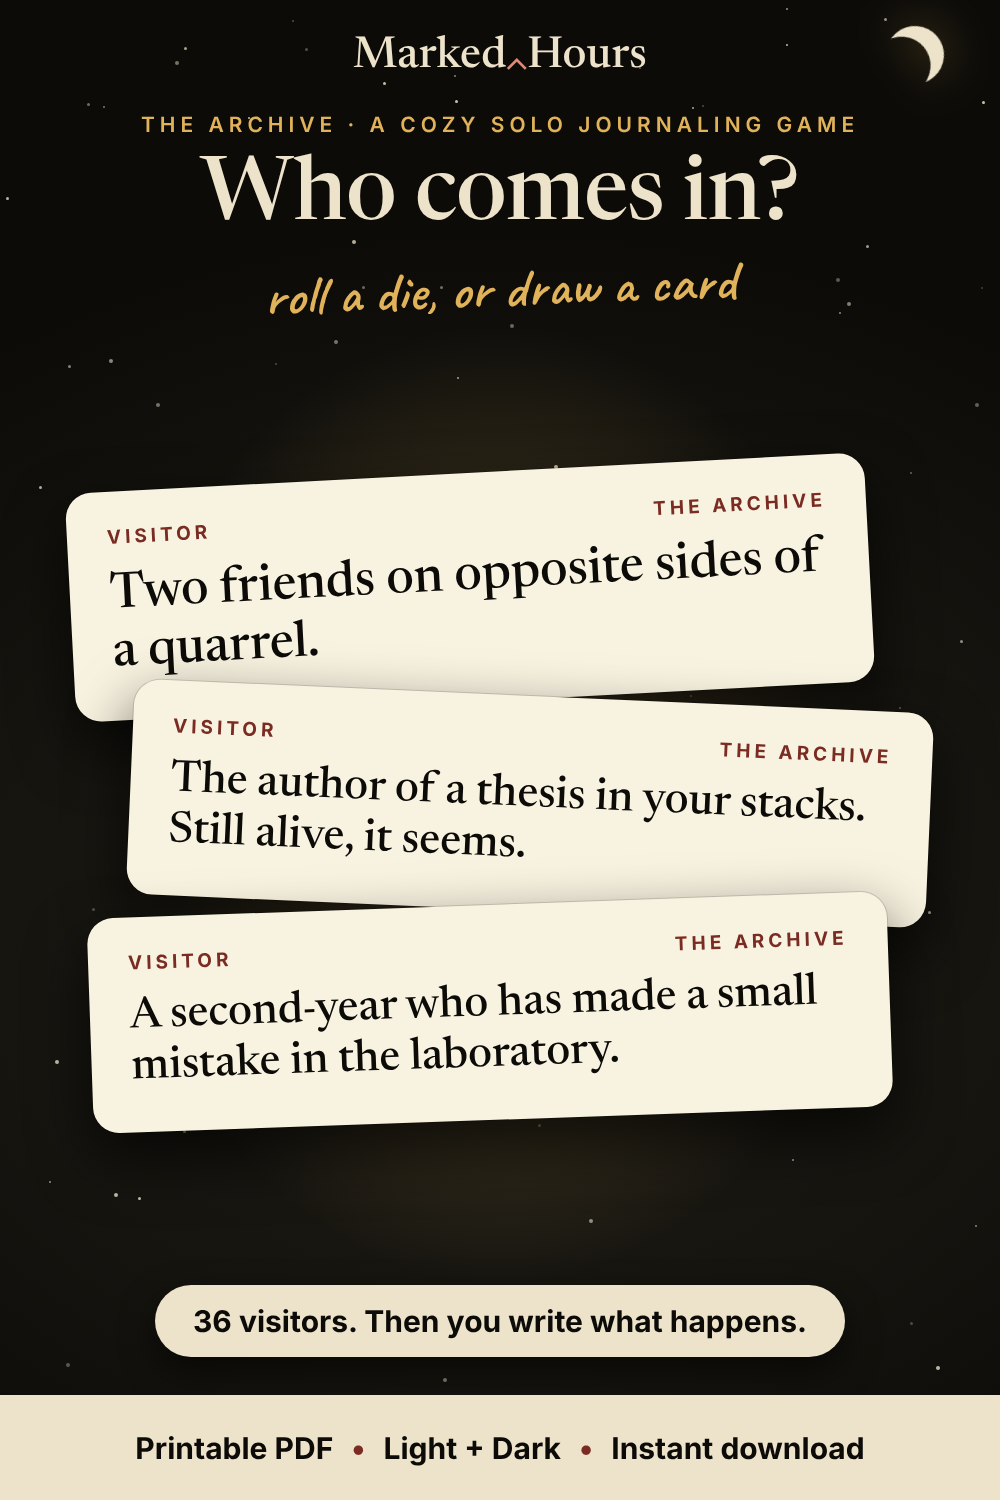 Marked‸Hours
THE ARCHIVE · A COZY SOLO JOURNALING GAME
Who comes in?
roll a die, or draw a card
VISITOR
THE ARCHIVE
Two friends on opposite sides of
a quarrel.
VISITOR
THE ARCHIVE
The author of a thesis in your stacks.
Still alive, it seems.
VISITOR
THE ARCHIVE
A second-year who has made a small
mistake in the laboratory.
36 visitors. Then you write what happens.
Printable PDF • Light + Dark • Instant download